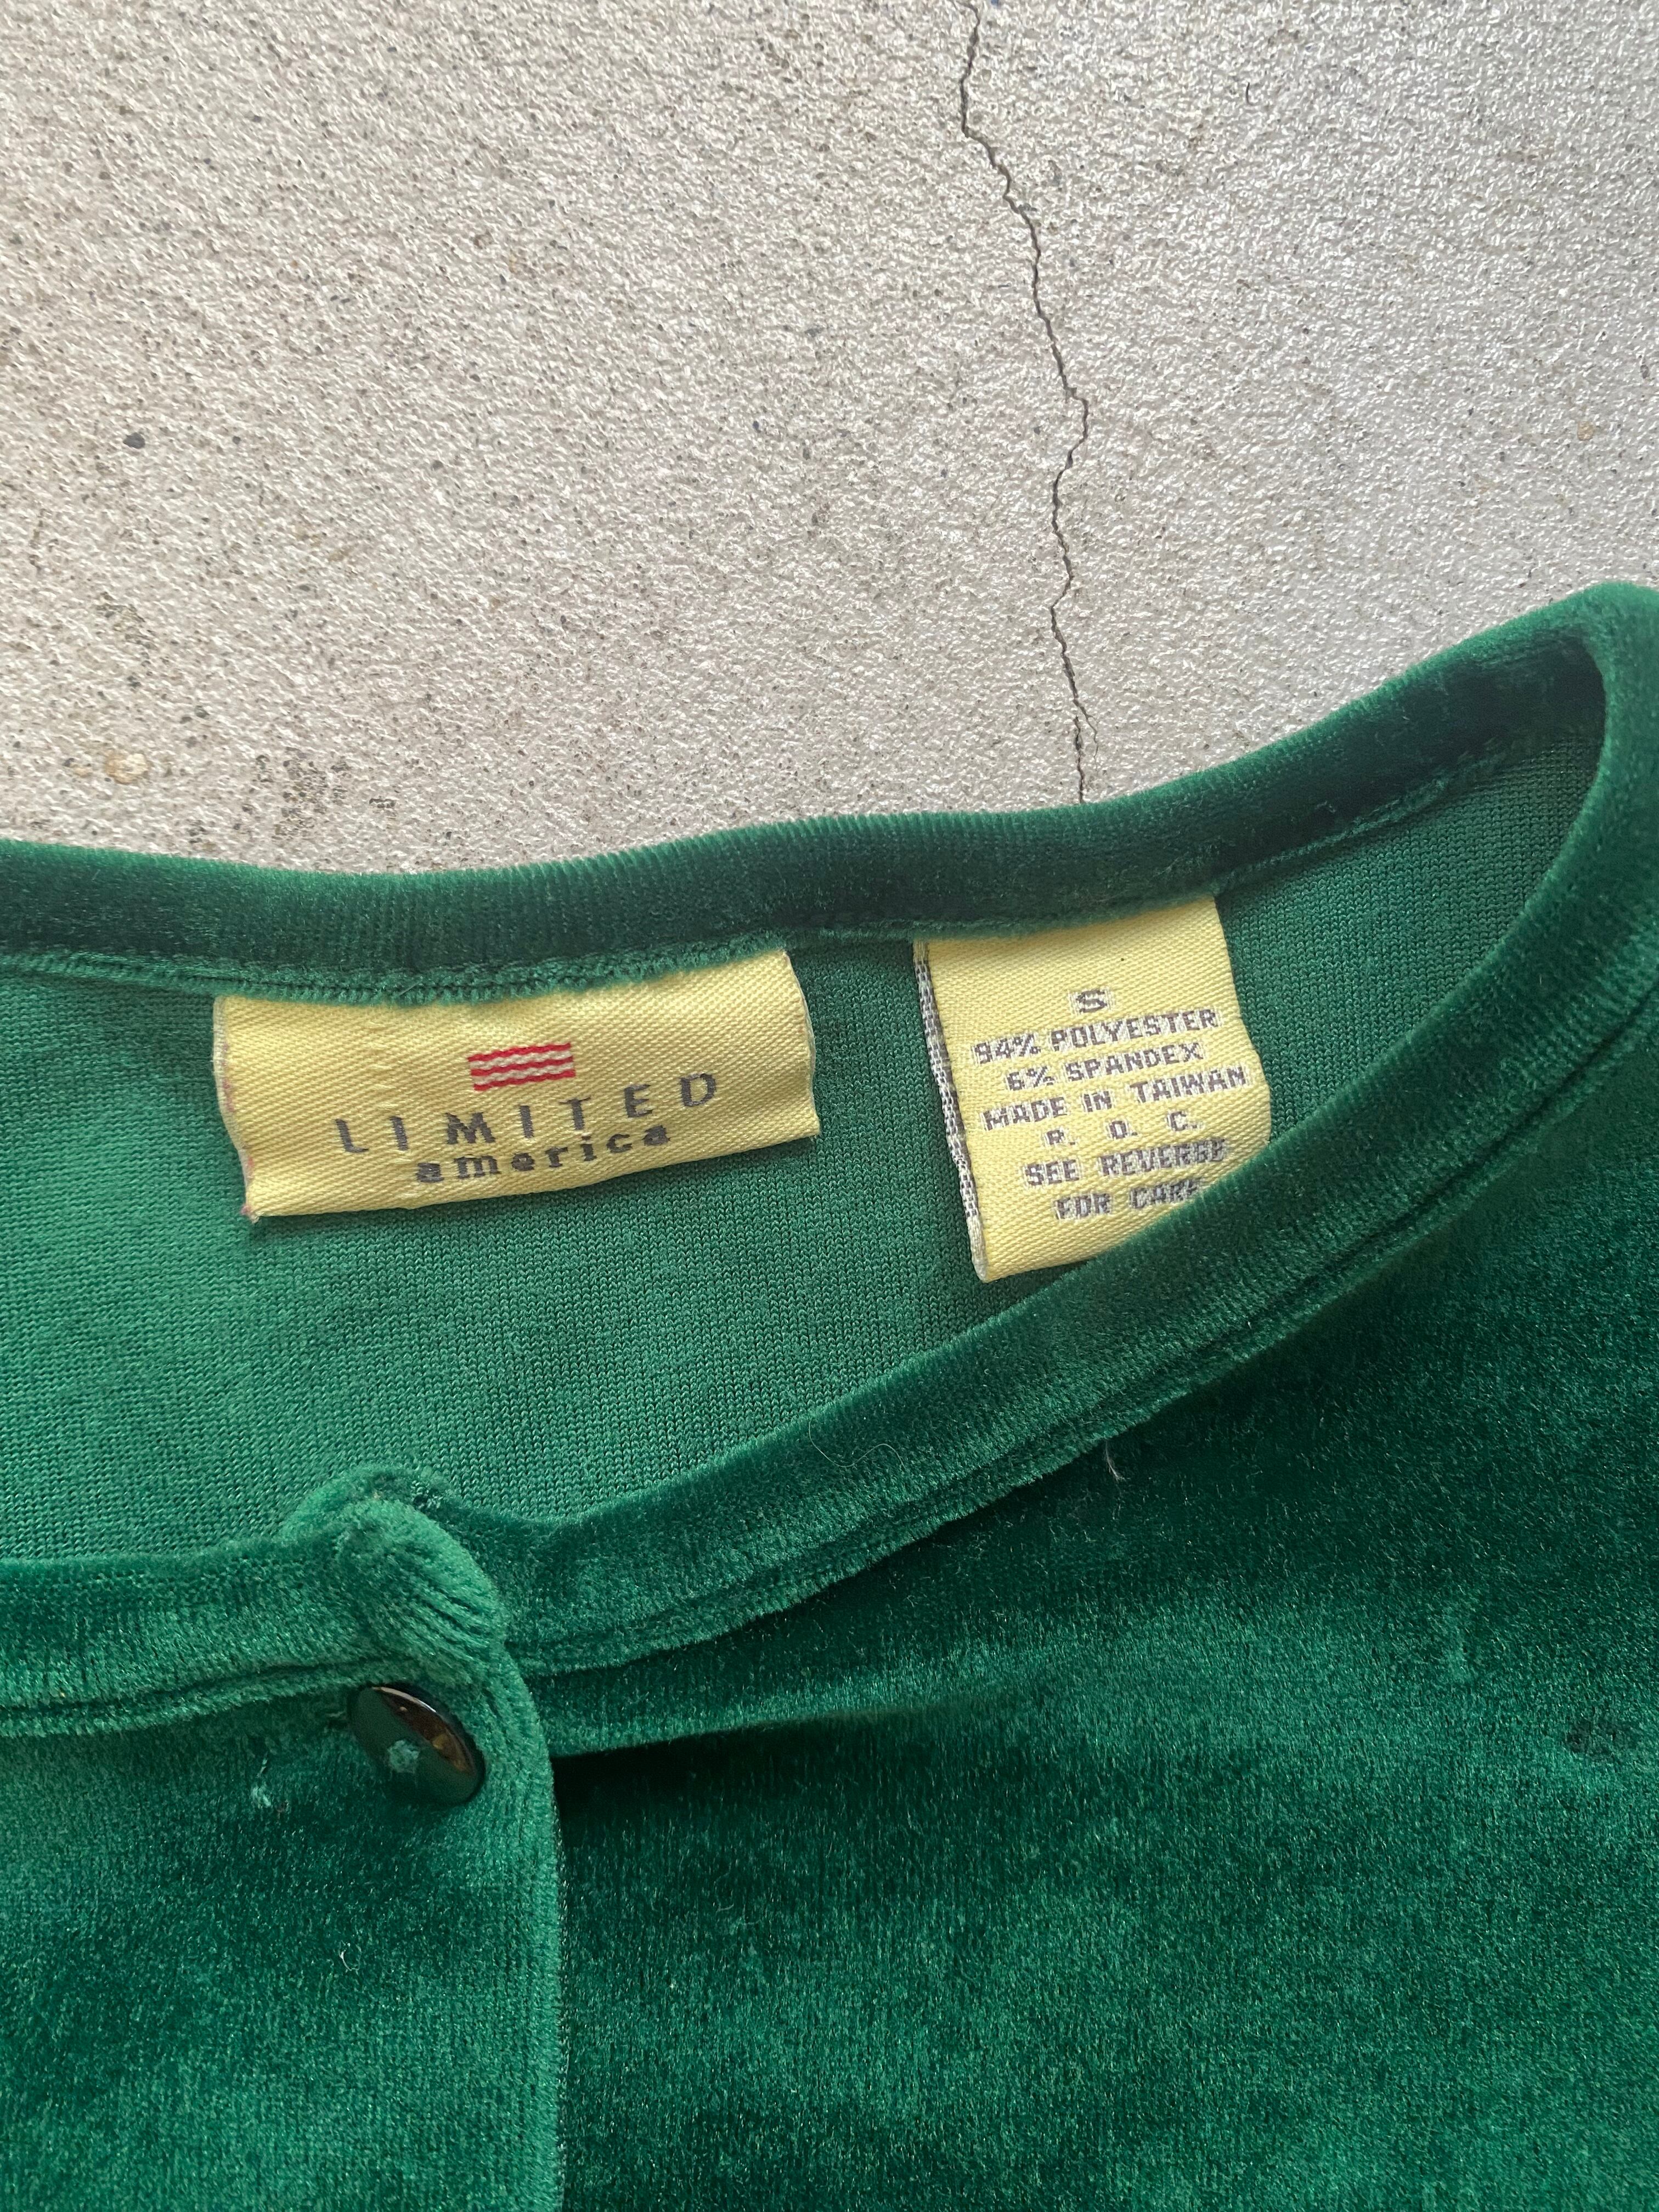 LIMITED
america
S
94% POLYESTER
6% SPANDEX
MADE IN TAIWAN
R. O. C.
SEE REVERSE
FOR CARE